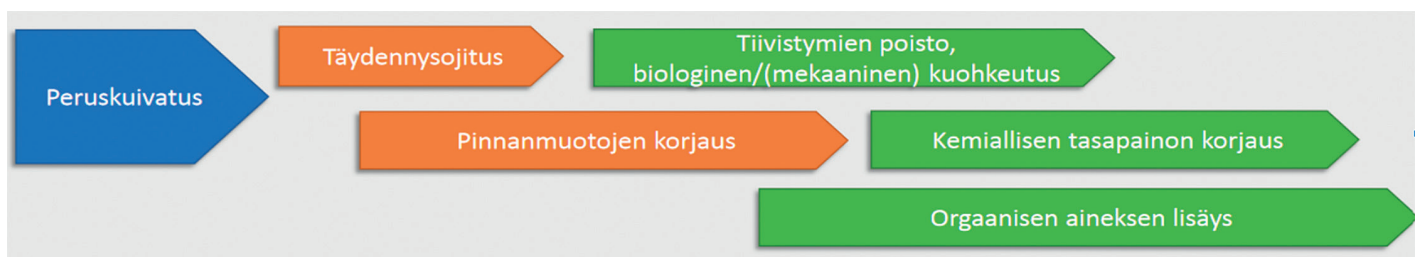 Peruskuivatus
Täydennysojitus
Tiivistymien poisto,
biologinen/(mekaaninen) kuohkeutus
Pinnanmuotojen korjaus
Kemiallisen tasapainon korjaus
Orgaanisen aineksen lisäys